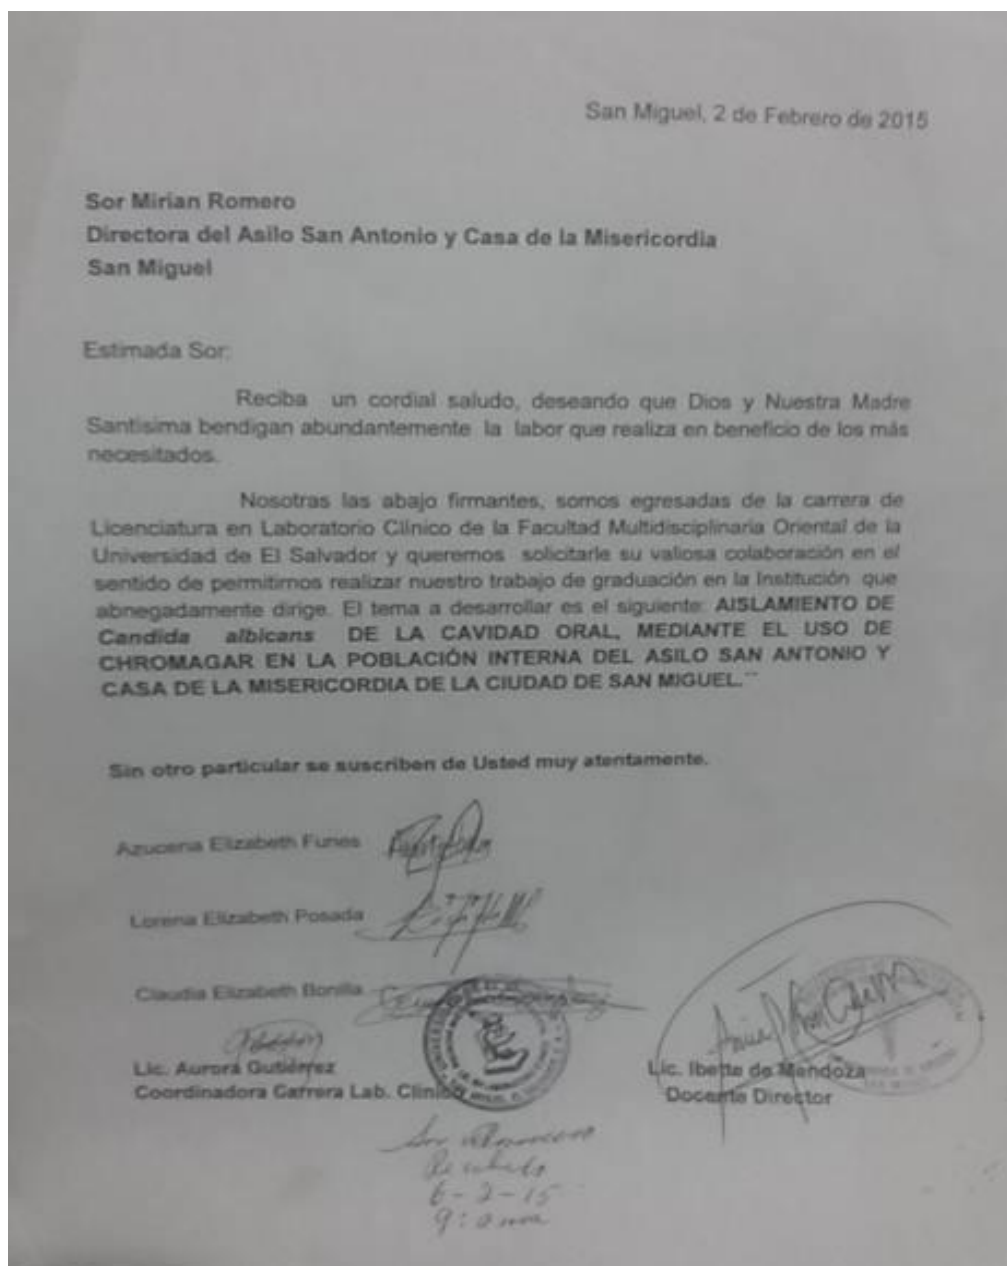 San Miguel, 2 de Febrero de 2015
Sor Mirian Romero
Directora del Asilo San Antonio y Casa de la Misericordia
San Miguel
Estimada Sor:
Reciba un cordial saludo, deseando que Dios y Nuestra Madre
Santísima bendigan abundantemente la labor que realiza en beneficio de los más
necesitados.
Nosotras las abajo firmantes, somos egresadas de la carrera de
Licenciatura en Laboratorio Clínico de la Facultad Multidisciplinaria Oriental de la
Universidad de El Salvador y queremos solicitarle su valiosa colaboración en el
sentido de permitirnos realizar nuestro trabajo de graduación en la Institución que
abnegadamente dirige. El tema a desarrollar es el siguiente: AISLAMIENTO DE
Candida albicans DE LA CAVIDAD ORAL, MEDIANTE EL USO DE
CHROMAGAR EN LA POBLACIÓN INTERNA DEL ASILO SAN ANTONIO Y
CASA DE LA MISERICORDIA DE LA CIUDAD DE SAN MIGUEL.¨
Sin otro particular se suscriben de Usted muy atentamente.
Azucena Elizabeth Funes
Lorena Elizabeth Posada
Claudia Elizabeth Bonilla
Lic. Aurora Gutiérrez
Coordinadora Carrera Lab. Clínico
Lic. Ibette de Mendoza
Docente Director
Sor
6-2-15